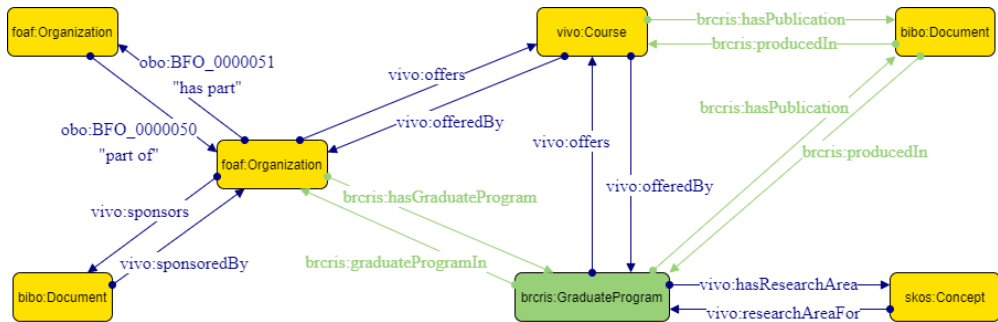 foaf:Organization
vivo:Course
brcris:hasPublication
bibo:Document
brcris:producedIn
obo:BFO_0000051
"has part"
vivo:offers
brcris:hasPublication
vivo:offeredBy
obo:BFO_0000050
"part of"
vivo:offers
brcris:producedIn
foaf:Organization
vivo:offeredBy
brcris:hasGraduateProgram
vivo:sponsors
vivo:sponsoredBy
brcris:graduateProgramIn
bibo:Document
brcris:GraduateProgram
vivo:hasResearchArea
skos:Concept
vivo:researchAreaFor